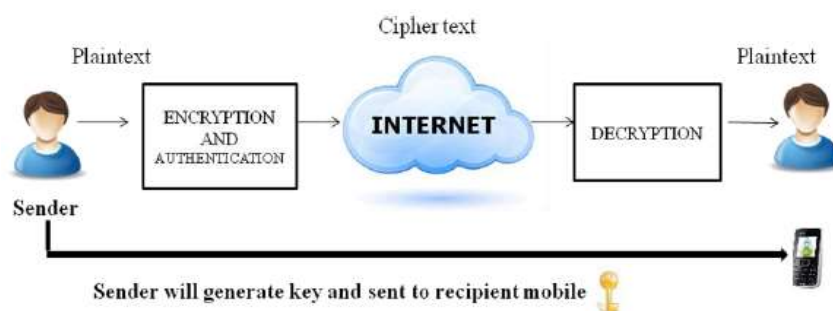 Cipher text
Plaintext
Plaintext
ENCRYPTION
AND
AUTHENTICATION
INTERNET
DECRYPTION
Sender
Sender will generate key and sent to recipient mobile